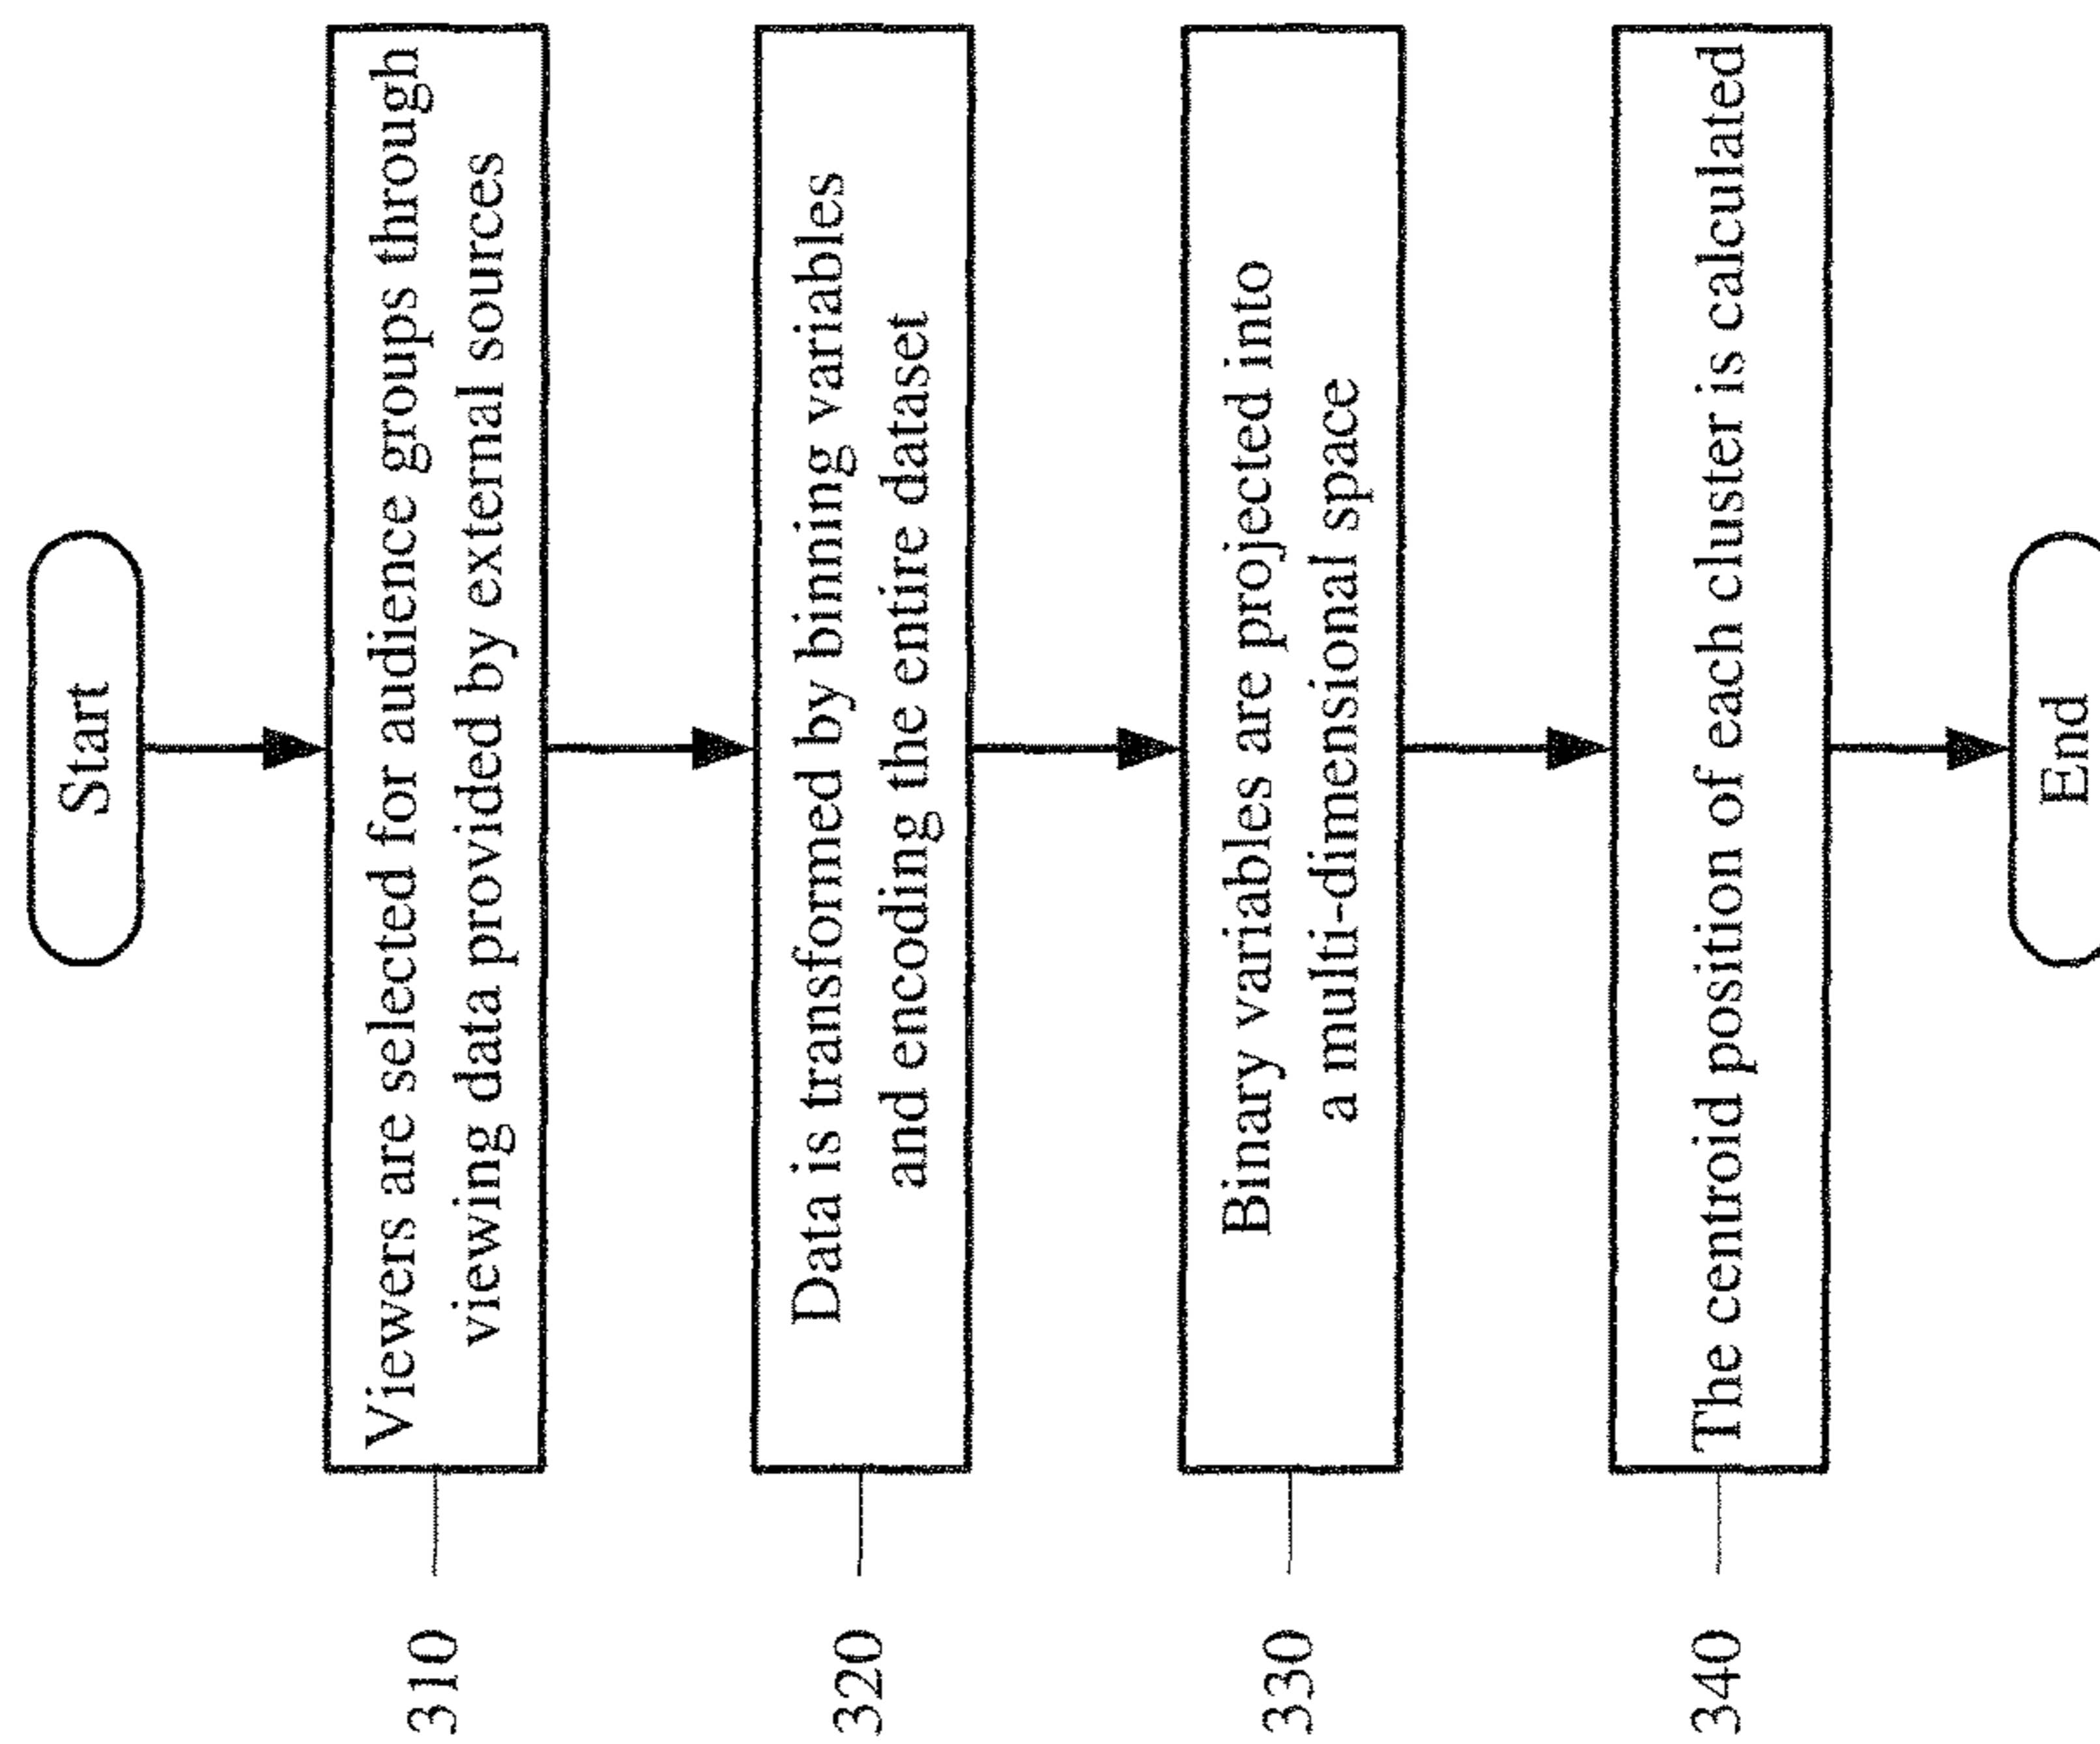 Start
310
Viewers are selected for audience groups through
viewing data provided by external sources
320
Data is transformed by binning variables
and encoding the entire dataset
330
Binary variables are projected into
a multi-dimensional space
340
The centroid position of each cluster is calculated
End